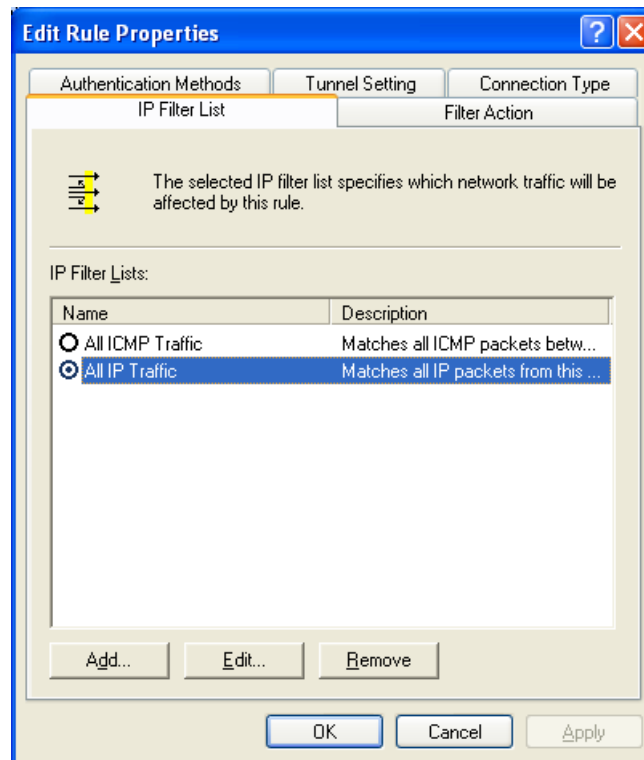 Edit Rule Properties
Authentication Methods Tunnel Setting Connection Type
IP Filter List Filter Action
The selected IP filter list specifies which network traffic will be
affected by this rule.
IP Filter Lists:
Name Description
All ICMP Traffic Matches all ICMP packets betw...
All IP Traffic Matches all IP packets from this ...
Add... Edit... Remove
OK Cancel Apply